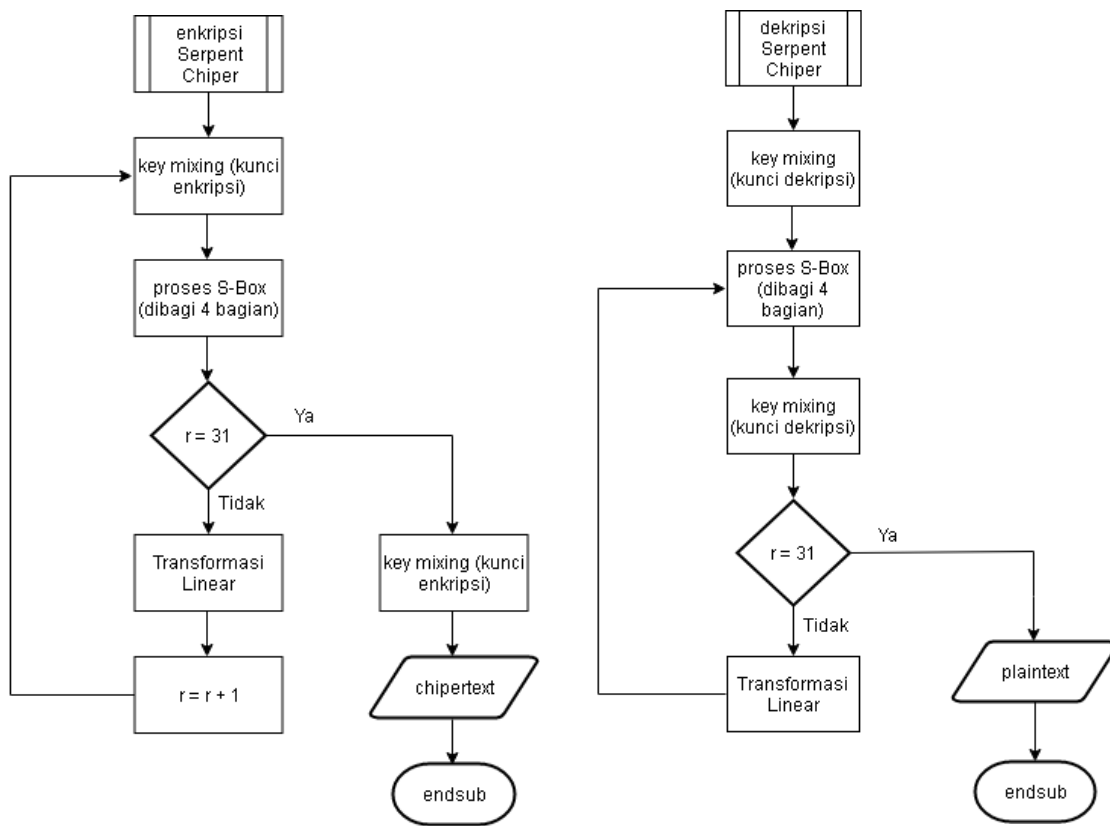 enkripsi
Serpent
Chiper
key mixing (kunci
enkripsi)
proses S-Box
(dibagi 4 bagian)
r = 31
Ya
Tidak
Transformasi
Linear
key mixing (kunci
enkripsi)
r = r + 1
chipertext
endsub
dekripsi
Serpent
Chiper
key mixing
(kunci dekripsi)
proses S-Box
(dibagi 4
bagian)
key mixing
(kunci dekripsi)
r = 31
Ya
Tidak
Transformasi
Linear
plaintext
endsub